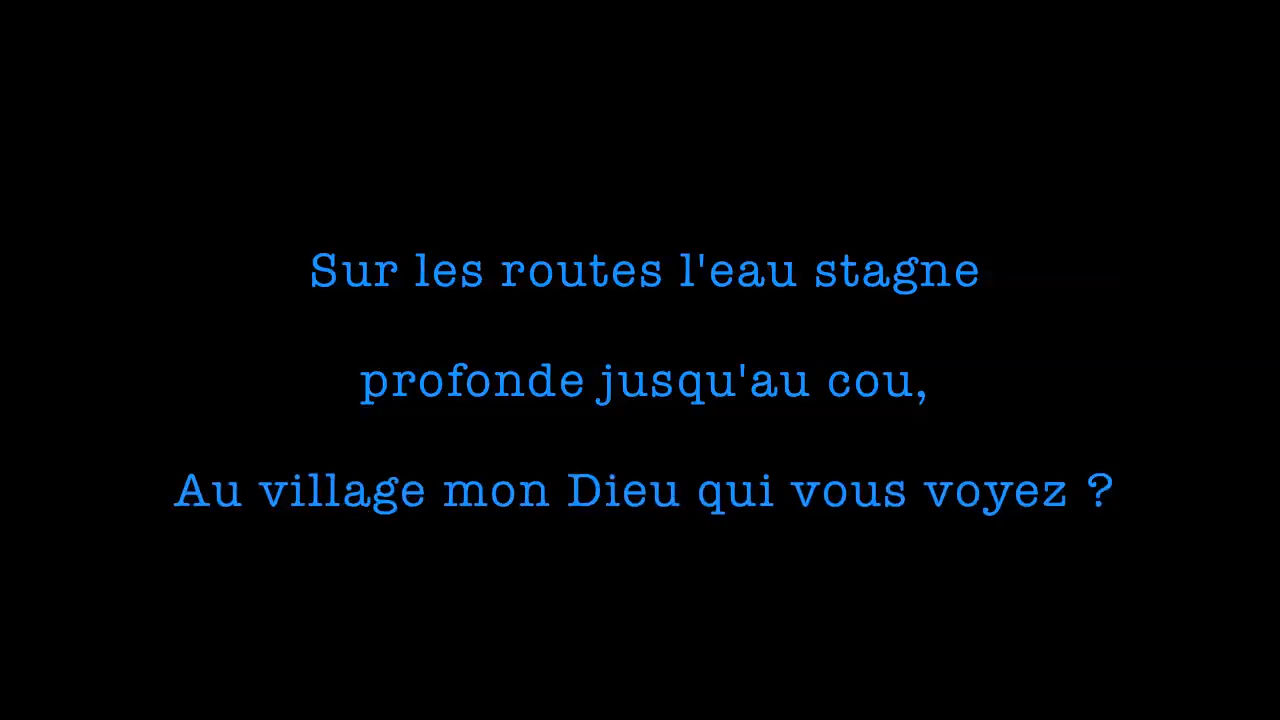 Sur les routes l'eau stagne
profonde jusqu'au cou,
Au village mon Dieu qui vous voyez ?